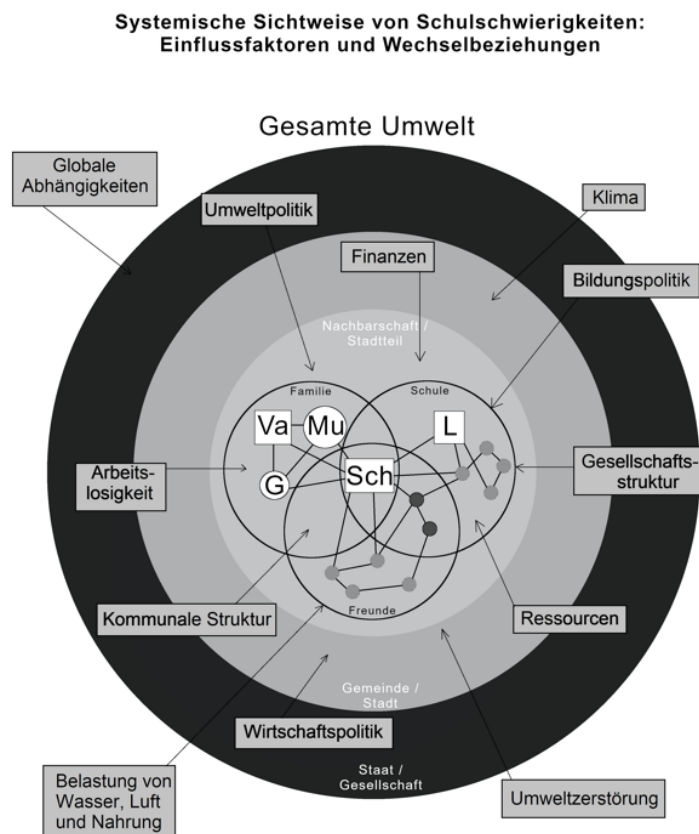 Systemische Sichtweise von Schulschwierigkeiten:
Einflussfaktoren und Wechselbeziehungen
Gesamte Umwelt
Globale
Abhängigkeiten
Umweltpolitik
Klima
Finanzen
Bildungspolitik
Nachbarschaft /
Stadtteil
Familie
Schule
Va
Mu
L
G
Sch
Arbeits-
losigkeit
Gesellschafts-
struktur
Kommunale Struktur
Freunde
Ressourcen
Gemeinde /
Stadt
Wirtschaftspolitik
Staat /
Gesellschaft
Belastung von
Wasser, Luft
und Nahrung
Umweltzerstörung